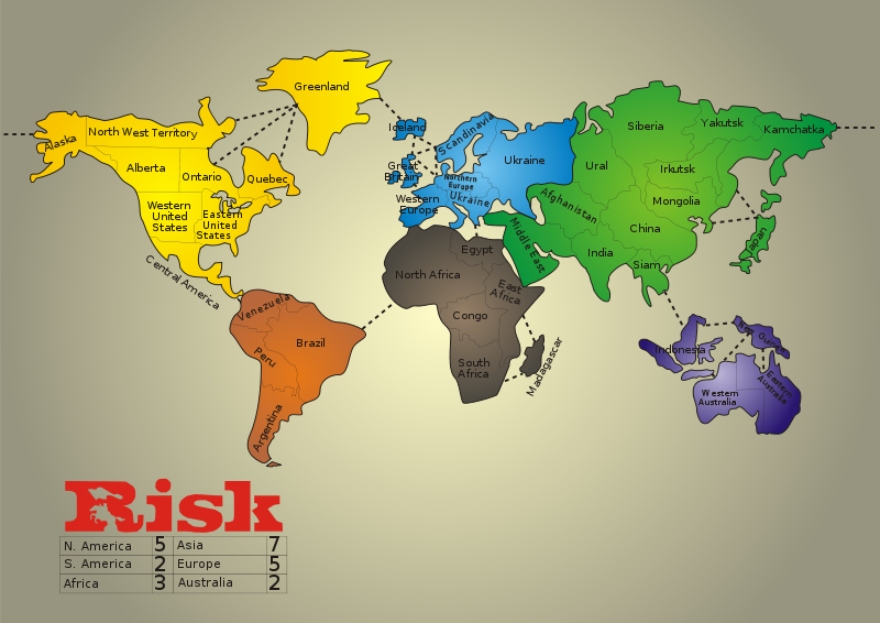 Greenland
Alaska
North West Territory
Alberta
Ontario
Quebec
Western
United
States
Eastern
United
States
Central America
Venezuela
Brazil
Peru
Argentina
Iceland
Scandinavia
Great
Britain
Northern
Europe
Ukraine
Western
Europe
Ukraine
North Africa
Egypt
East
Africa
Congo
South
Africa
Madagascar
Siberia
Yakutsk
Kamchatka
Ural
Irkutsk
Mongolia
Afghanistan
China
Japan
Middle East
India
Siam
Indonesia
New Guinea
Western
Australia
Eastern
Australia
Risk
N. America 5 Asia 7
S. America 2 Europe 5
Africa 3 Australia 2